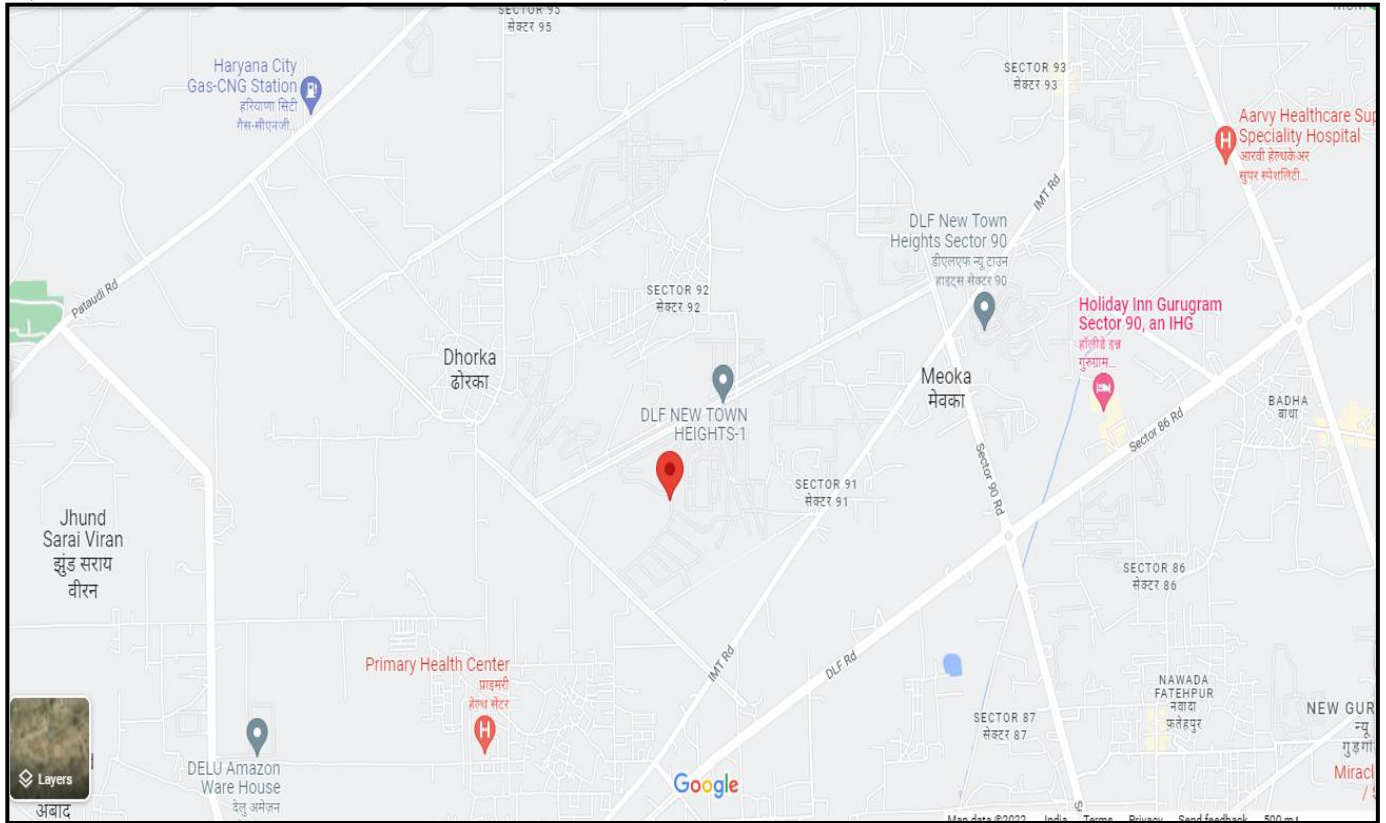 SECTOR 95
सेक्टर 95
Haryana City
Gas-CNG Station
हरियाणा सिटी
गैस-सीएनजी...
SECTOR 93
सेक्टर 93
Aarvy Healthcare Sup
Speciality Hospital
आरवी हेल्थकेअर
सुपर स्पेशलिटी...
IMT Rd
DLF New Town
Heights Sector 90
डीएलएफ न्यू टाउन
हाइट्स सेक्टर 90
Pataudi Rd
SECTOR 92
सेक्टर 92
Holiday Inn Gurugram
Sector 90, an IHG
हॉलीडे इन्न
गुरुग्राम...
Dhorka
ढोरका
Meoka
मेवका
DLF NEW TOWN
HEIGHTS-1
BADHA
बाधा
Sector 86 Rd
Sector 90 Rd
SECTOR 91
सेक्टर 91
Jhund
Sarai Viran
झुंड सराय
वीरन
SECTOR 86
सेक्टर 86
Primary Health Center
प्राइमरी
हेल्थ सेंटर
IMT Rd
DLF Rd
NAWADA
FATEHPUR
नवादा
फ़तेहपुर
SECTOR 87
सेक्टर 87
NEW GUR
न्यू
गुड़गाँ
DELU Amazon
Ware House
देलु अमेज़न
Layers
अबाद
Google
Miracl
Map data ©2022 India Terms Privacy Send feedback 500 m